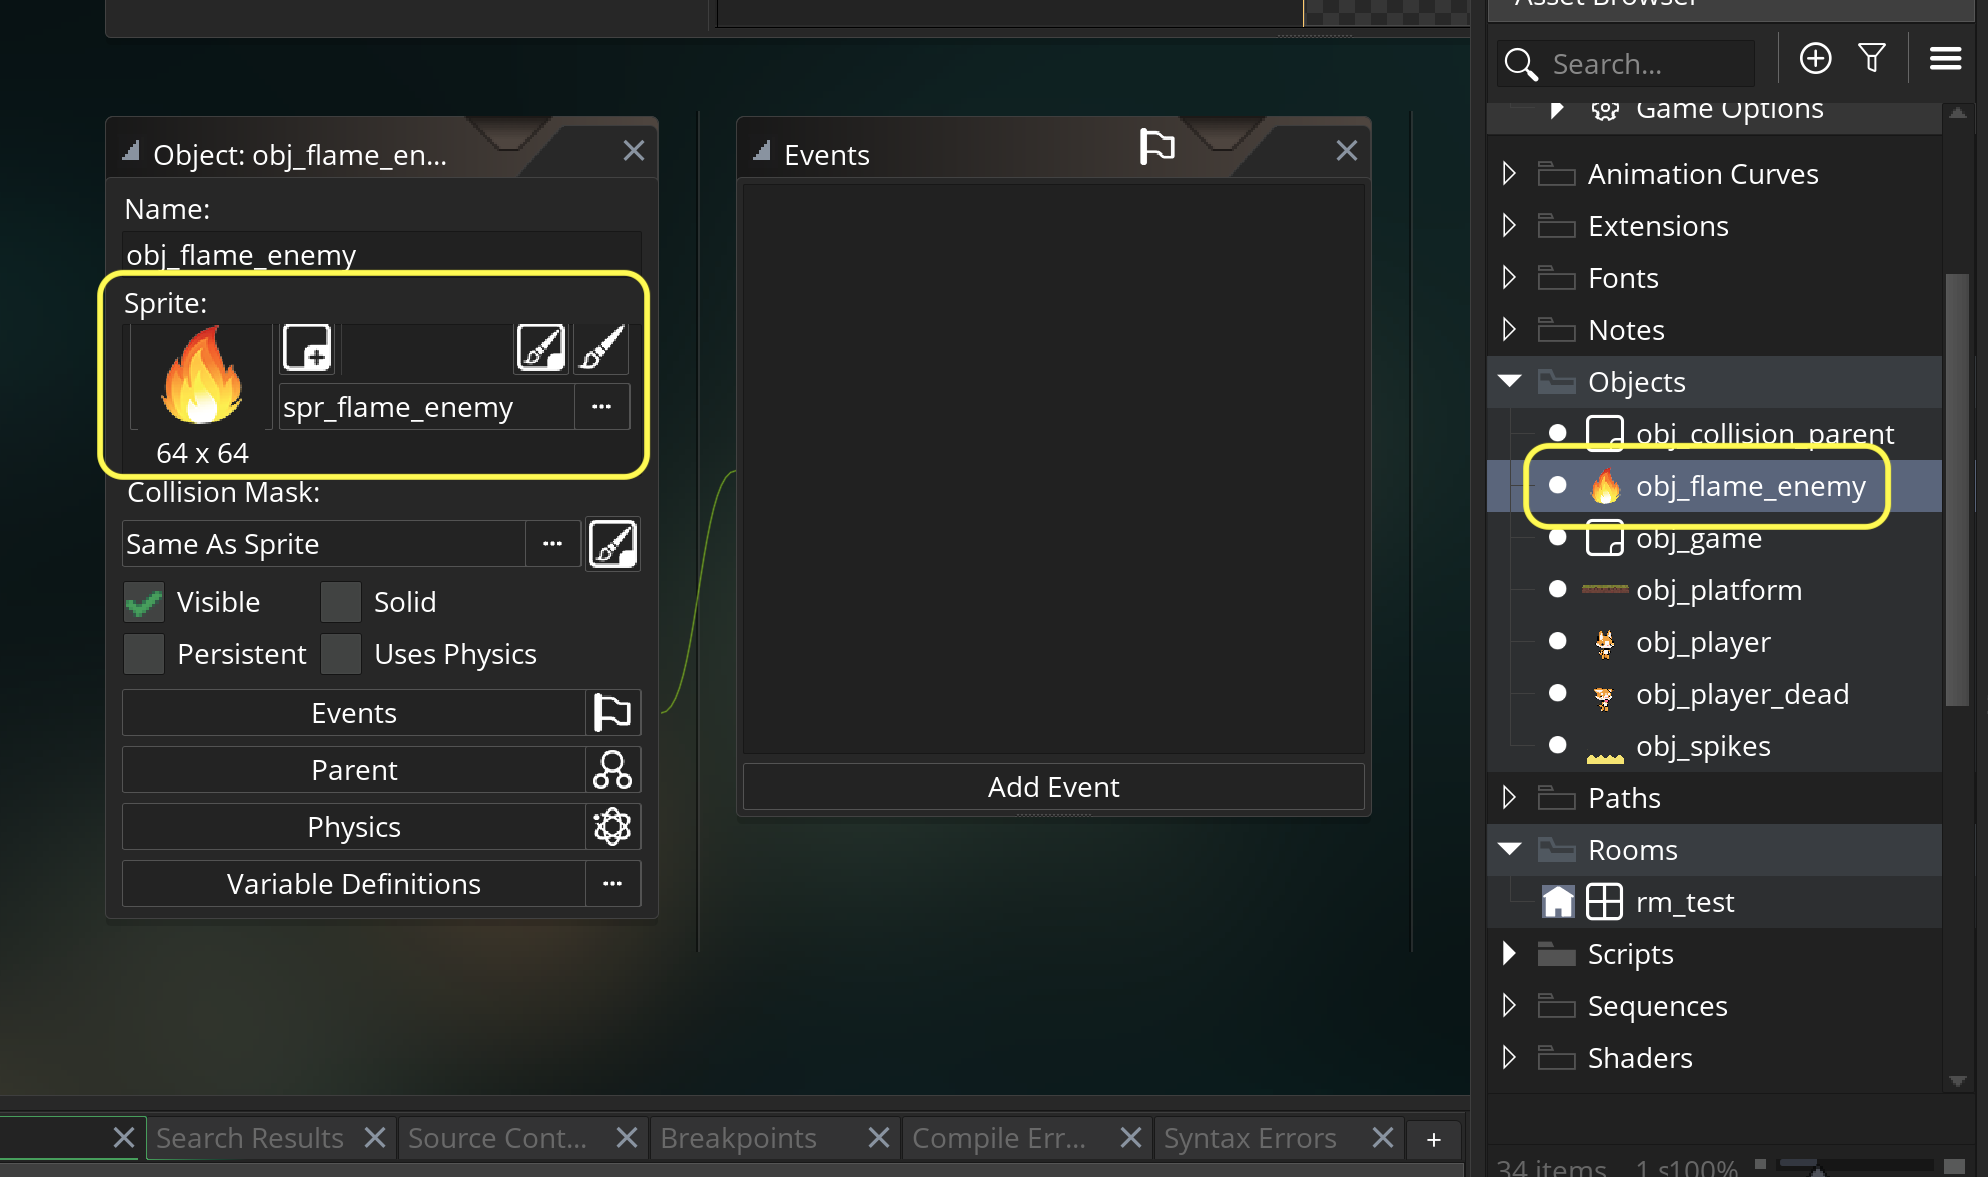 Object: obj_flame_en...
Name:
obj_flame_enemy
Sprite:
spr_flame_enemy
...
64 x 64
Collision Mask:
Same As Sprite
...
Visible
Solid
Persistent
Uses Physics
Events
Parent
Physics
Variable Definitions
...
Events
Add Event
Asset Browser
Search...
Game Options
Animation Curves
Extensions
Fonts
Notes
Objects
obj_collision_parent
obj_flame_enemy
obj_game
obj_platform
obj_player
obj_player_dead
obj_spikes
Paths
Rooms
rm_test
Scripts
Sequences
Shaders
Search Results
Source Cont...
Breakpoints
Compile Err...
Syntax Errors
+
34 items 1 s 100%